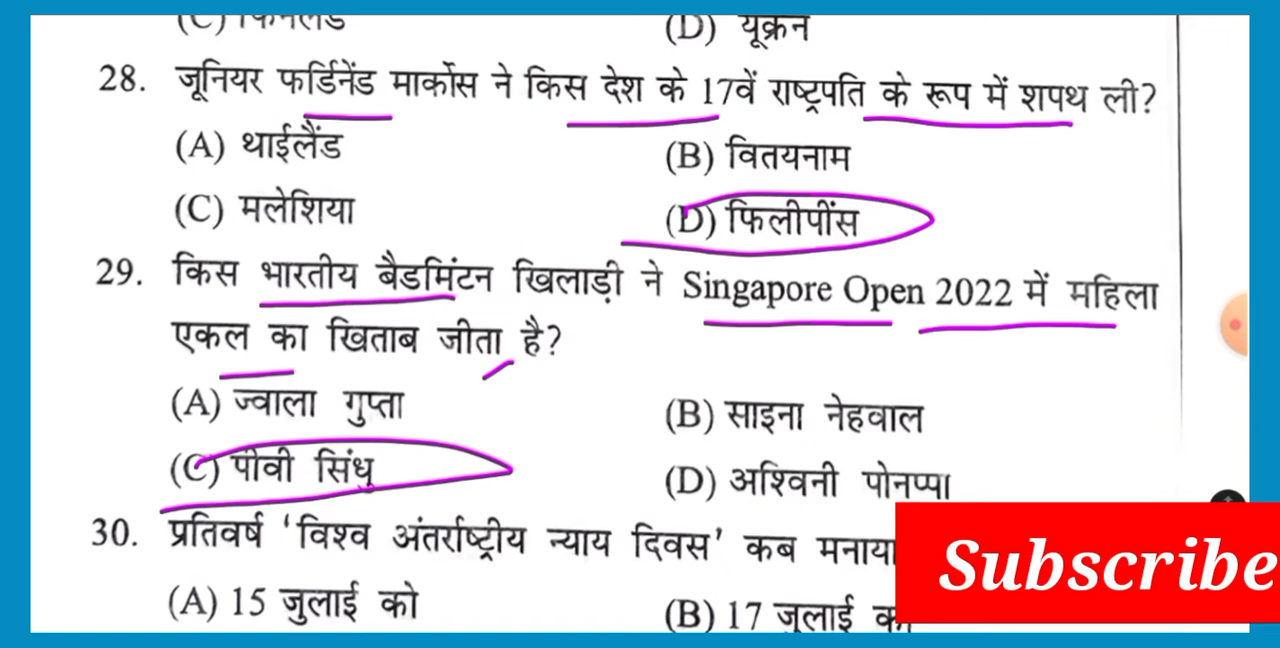 (C) फिनलैंड (D) यूक्रेन
28. जूनियर फर्डिनेंड मार्कोस ने किस देश के 17वें राष्ट्रपति के रूप में शपथ ली?
(A) थाईलैंड (B) वितयनाम
(C) मलेशिया (D) फिलीपींस
29. किस भारतीय बैडमिंटन खिलाड़ी ने Singapore Open 2022 में महिला
एकल का खिताब जीता है?
(A) ज्वाला गुप्ता (B) साइना नेहवाल
(C) पीवी सिंधु (D) अश्विनी पोनप्पा
30. प्रतिवर्ष ‘विश्व अंतर्राष्ट्रीय न्याय दिवस’ कब मनाया
Subscribe
(A) 15 जुलाई को (B) 17 जुलाई को